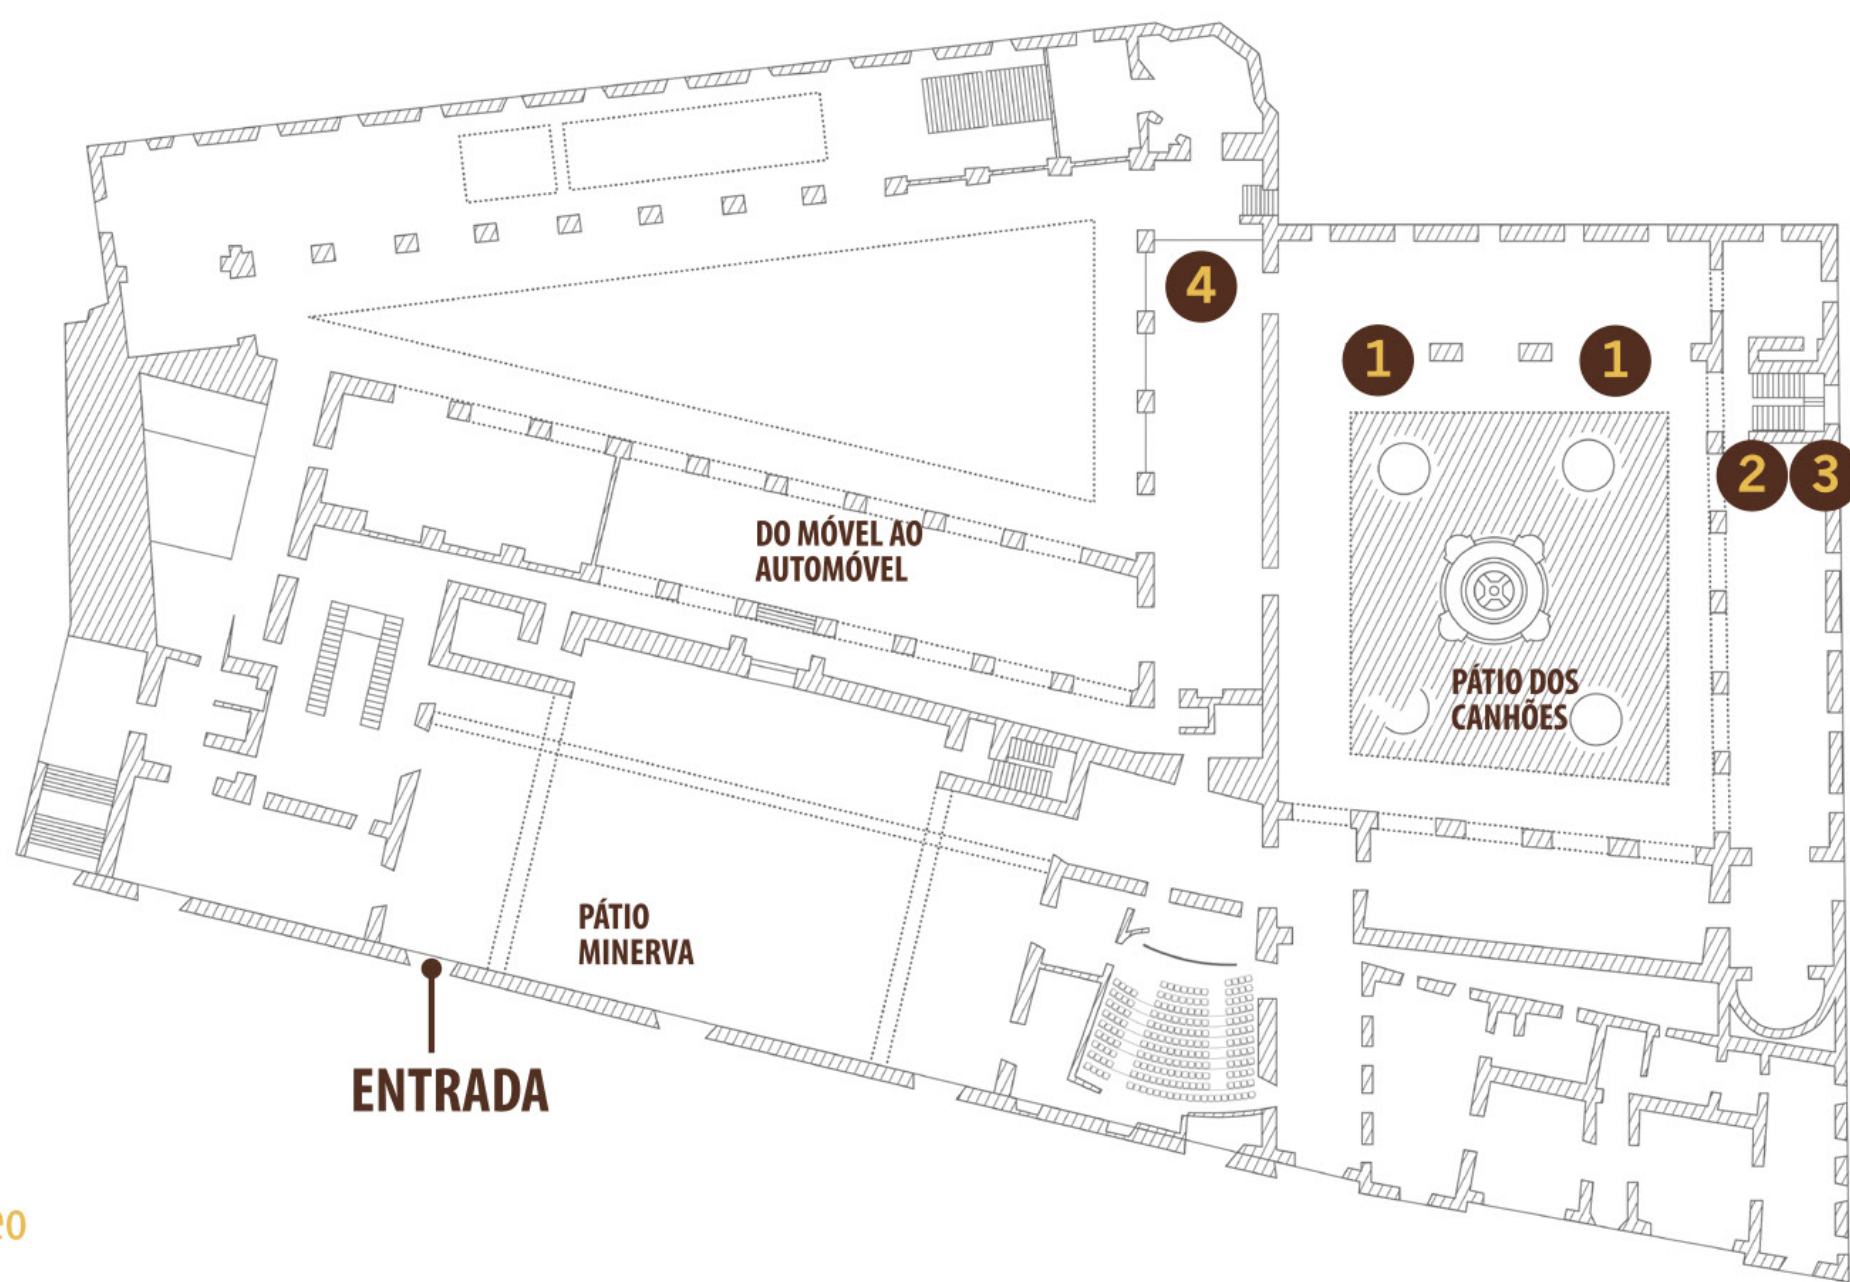 4
1
1
2
3
DO MÓVEL AO
AUTOMÓVEL
PÁTIO DOS
CANHÕES
PÁTIO
MINERVA
ENTRADA